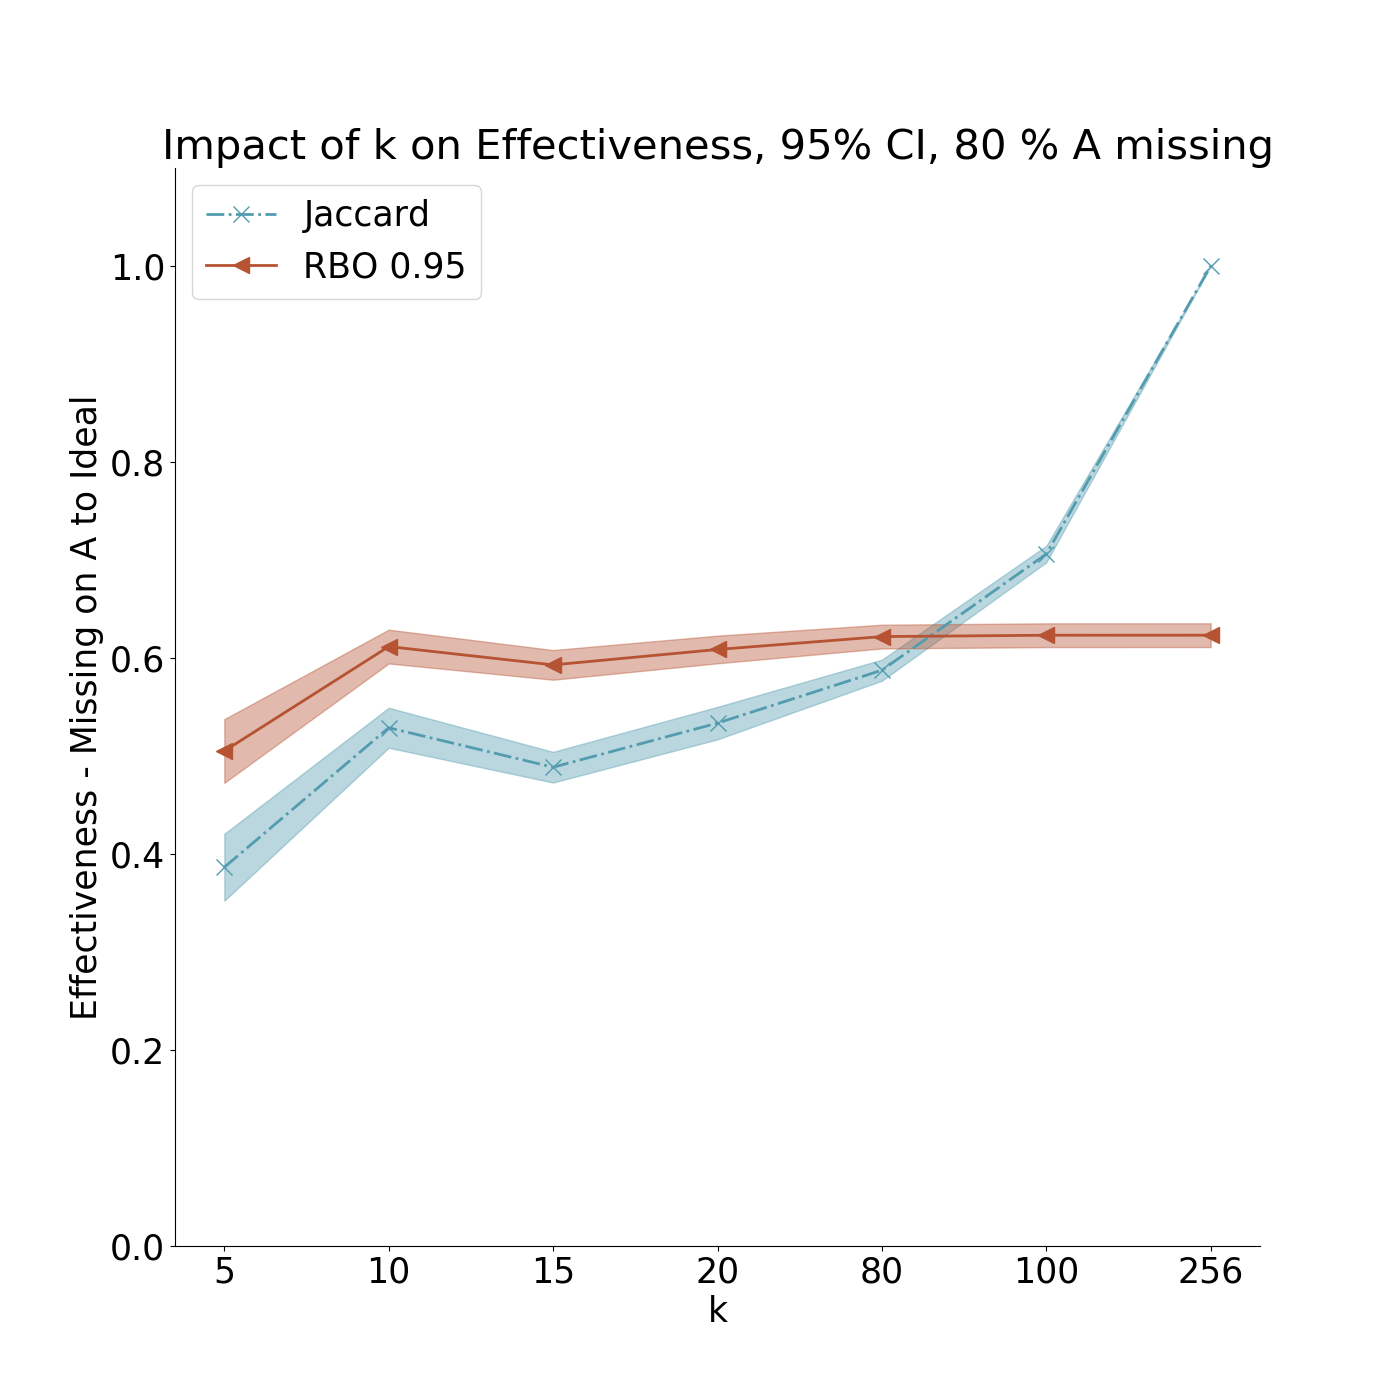 Impact of k on Effectiveness, 95% CI, 80 % A missing
Jaccard
RBO 0.95
Effectiveness - Missing on A to Ideal
1.0
0.8
0.6
0.4
0.2
0.0
5 10 15 20 80 100 256
k